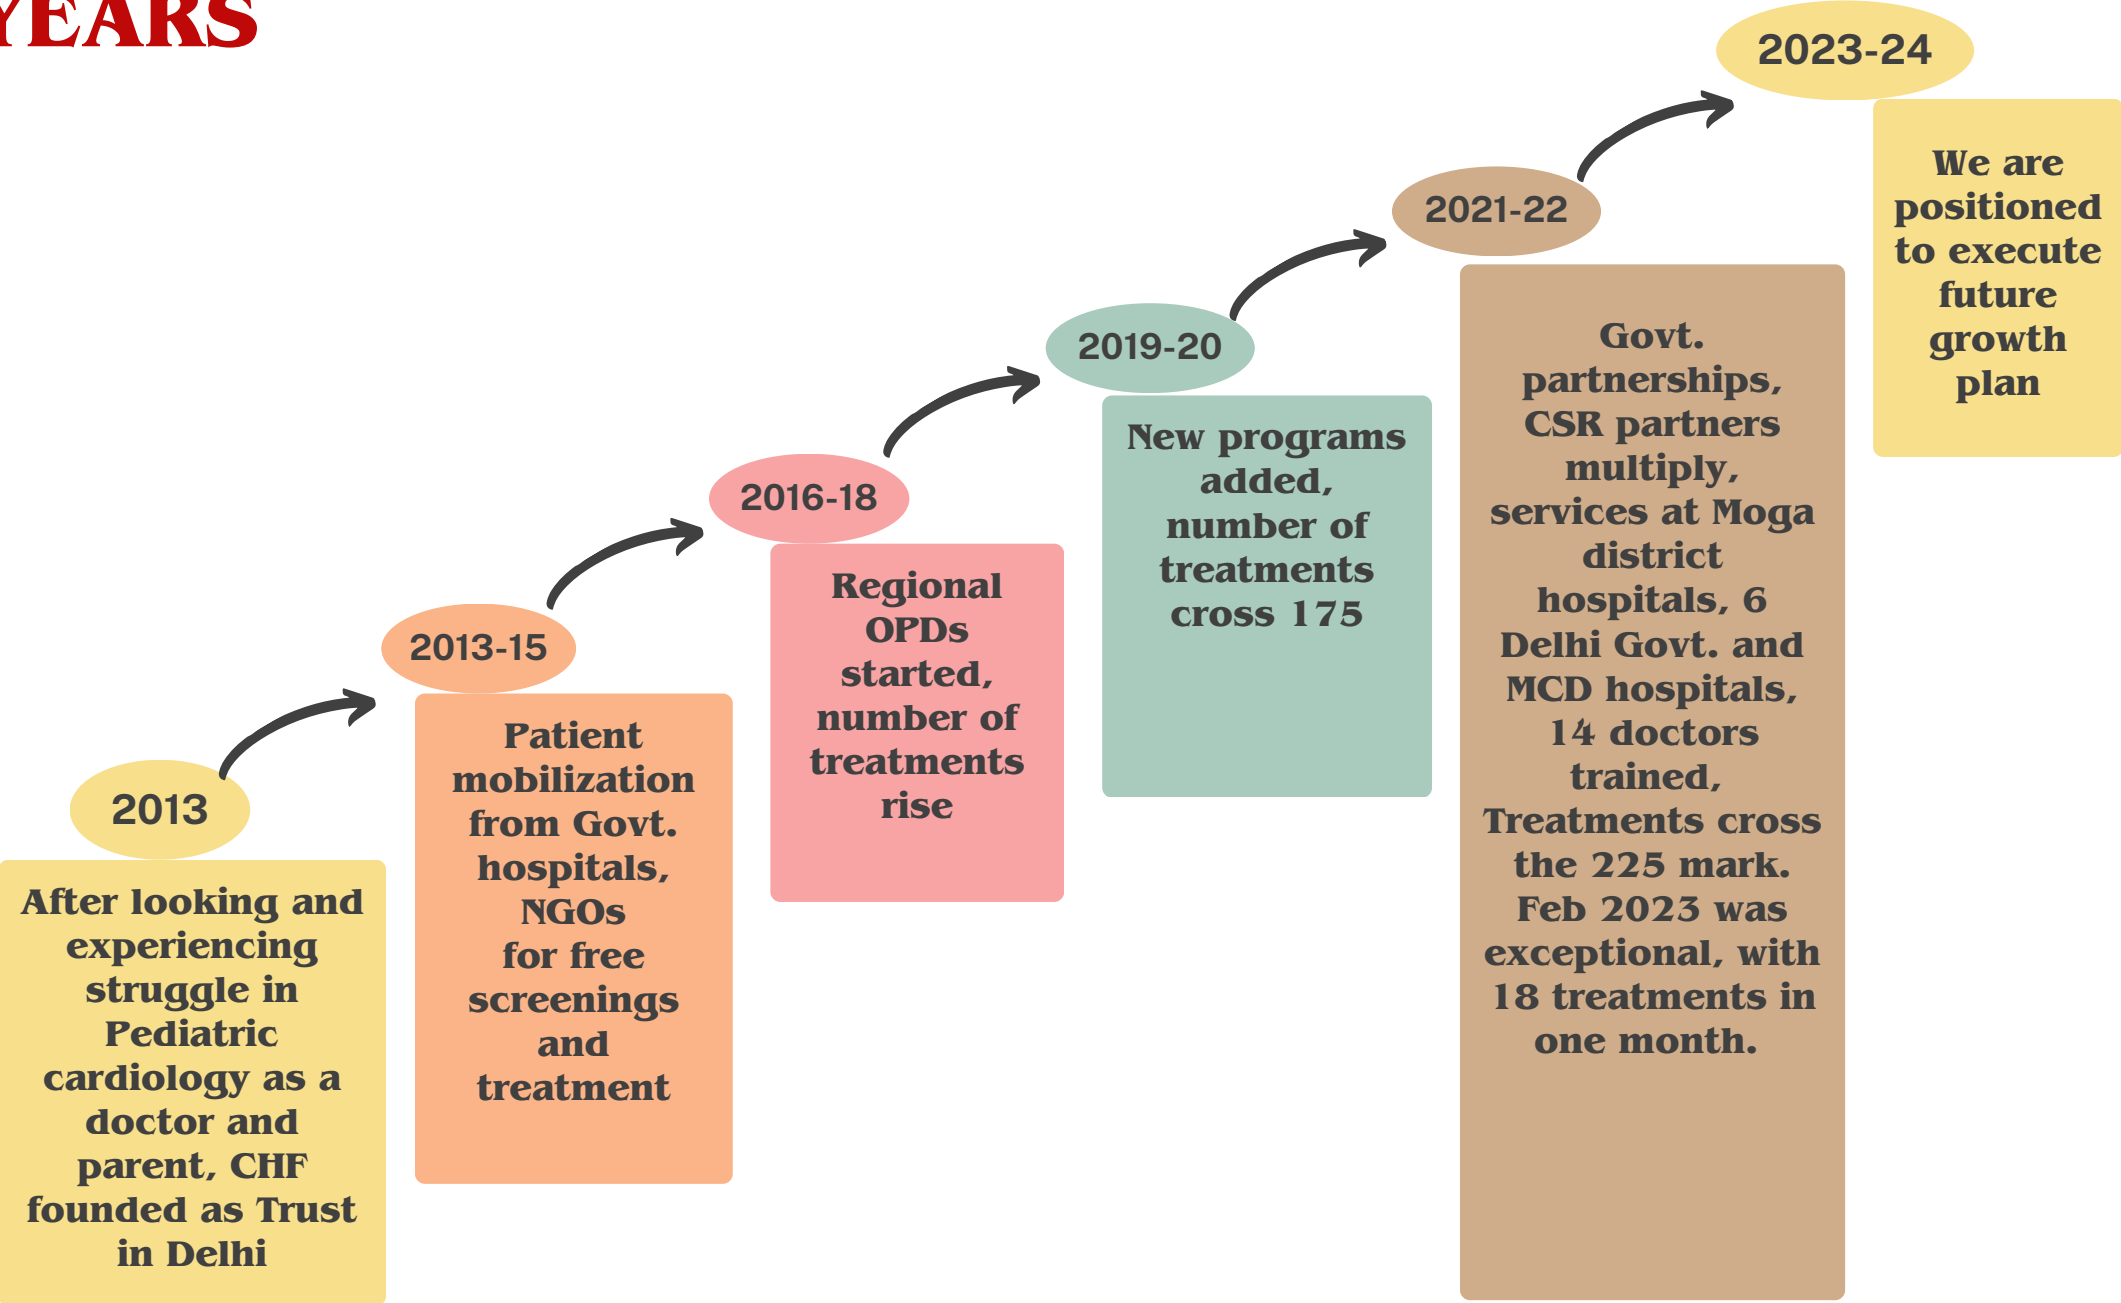 YEARS
2013
After looking and
experiencing
struggle in
Pediatric
cardiology as a
doctor and
parent, CHF
founded as Trust
in Delhi
2013-15
Patient
mobilization
from Govt.
hospitals,
NGOs
for free
screenings
and
treatment
2016-18
Regional
OPDs
started,
number of
treatments
rise
2019-20
New programs
added,
number of
treatments
cross 175
2021-22
Govt.
partnerships,
CSR partners
multiply,
services at Moga
district
hospitals, 6
Delhi Govt. and
MCD hospitals,
14 doctors
trained,
Treatments cross
the 225 mark.
Feb 2023 was
exceptional, with
18 treatments in
one month.
2023-24
We are
positioned
to execute
future
growth
plan